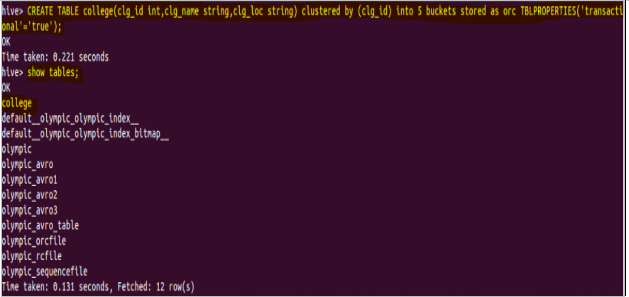 hive> CREATE TABLE college(clg_id int,clg_name string,clg_loc string) clustered by (clg_id) into 5 buckets stored as orc TBLPROPERTIES('transacti
onal'='true');
OK
Time taken: 0.221 seconds
hive> show tables;
OK
college
default__olympic_olympic_index__
default__olympic_olympic_index_bitmap__
olympic
olympic_avro
olympic_avro1
olympic_avro2
olympic_avro3
olympic_avro_table
olympic_orcfile
olympic_rcfile
olympic_sequencefile
Time taken: 0.131 seconds, Fetched: 12 row(s)